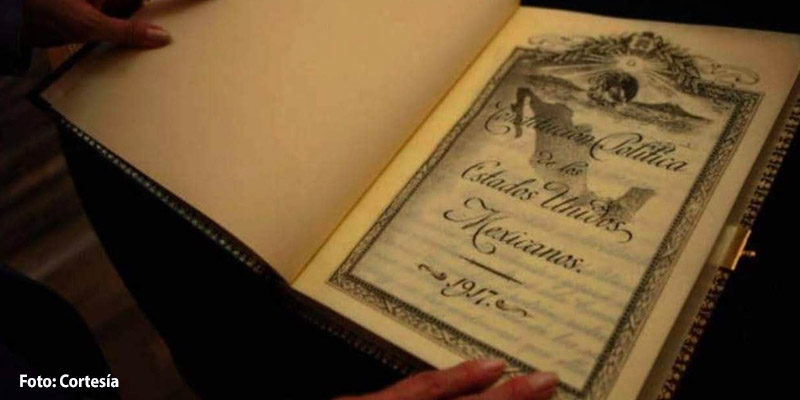 Constitución Política
de los
Estados Unidos
Mexicanos.
1917.
Foto: Cortesía